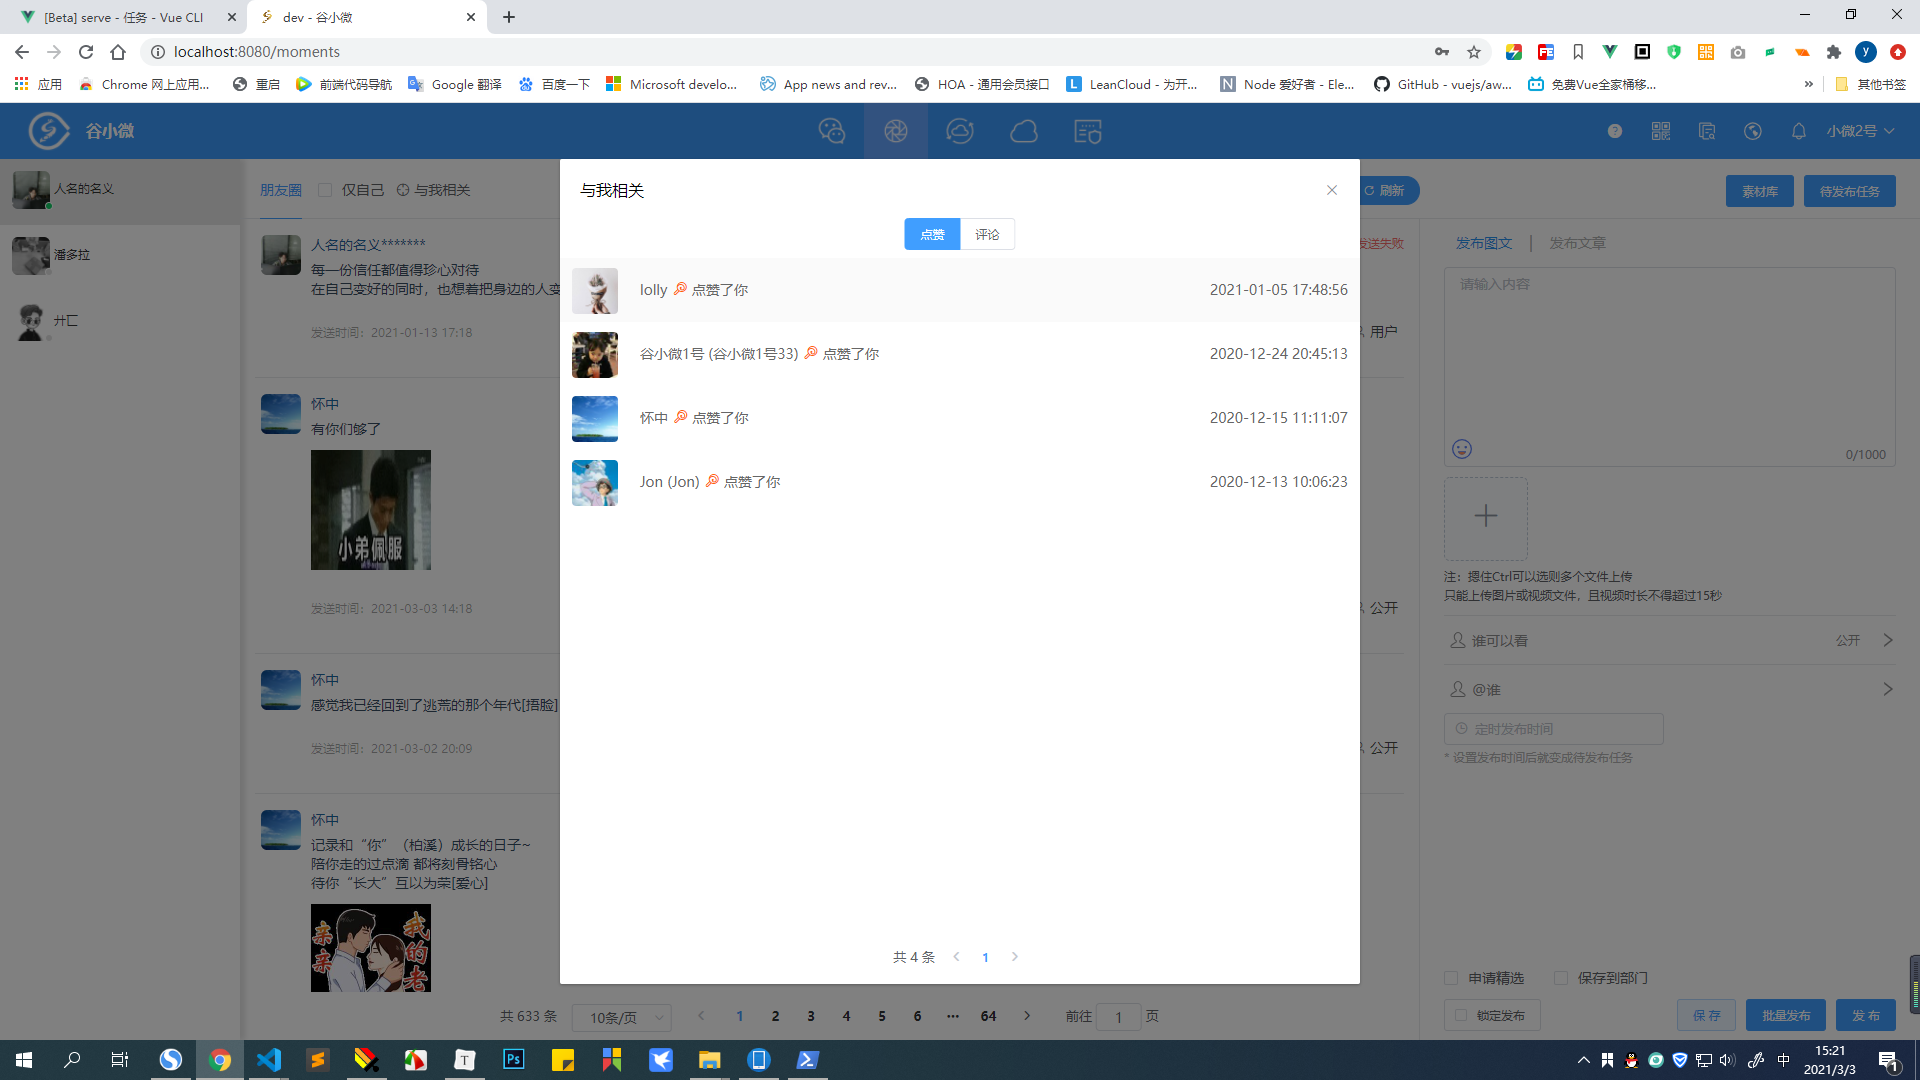 [Beta] serve - 任务 - Vue CLI
dev - 谷小微
localhost:8080/moments
应用
Chrome 网上应用...
重启
前端代码导航
Google 翻译
百度一下
Microsoft develo...
App news and rev...
HOA - 通用会员接口
LeanCloud - 为开...
Node 爱好者 - Ele...
GitHub - vuejs/aw...
免费Vue全家桶移...
其他书签
谷小微
小微2号
人名的名义
潘多拉
廾匸
朋友圈
仅自己
与我相关
刷新
素材库
待发布任务
人名的名义*******
每一份信任都值得珍心对待
在自己变好的同时，也想着把身边的人变
发送时间：2021-01-13 17:18
发送失败
用户
怀中
有你们够了
小弟佩服
发送时间：2021-03-03 14:18
公开
怀中
感觉我已经回到了逃荒的那个年代[捂脸]
发送时间：2021-03-02 20:09
公开
怀中
记录和“你”（柏溪）成长的日子~
陪你走的过点滴 都将刻骨铭心
待你“长大”互以为荣[爱心]
亲亲
我的老
共 633 条
10条/页
1 2 3 4 5 6 ··· 64
前往 1 页
与我相关
点赞
评论
lolly 点赞了你
2021-01-05 17:48:56
谷小微1号 (谷小微1号33) 点赞了你
2020-12-24 20:45:13
怀中 点赞了你
2020-12-15 11:11:07
Jon (Jon) 点赞了你
2020-12-13 10:06:23
共 4 条 1
发布图文 | 发布文章
请输入内容
0/1000
注：摁住Ctrl可以选则多个文件上传
只能上传图片或视频文件，且视频时长不得超过15秒
谁可以看
公开
@谁
定时发布时间
* 设置发布时间后就变成待发布任务
申请精选
保存到部门
锁定发布
保 存
批量发布
发 布
中
15:21
2021/3/3
1